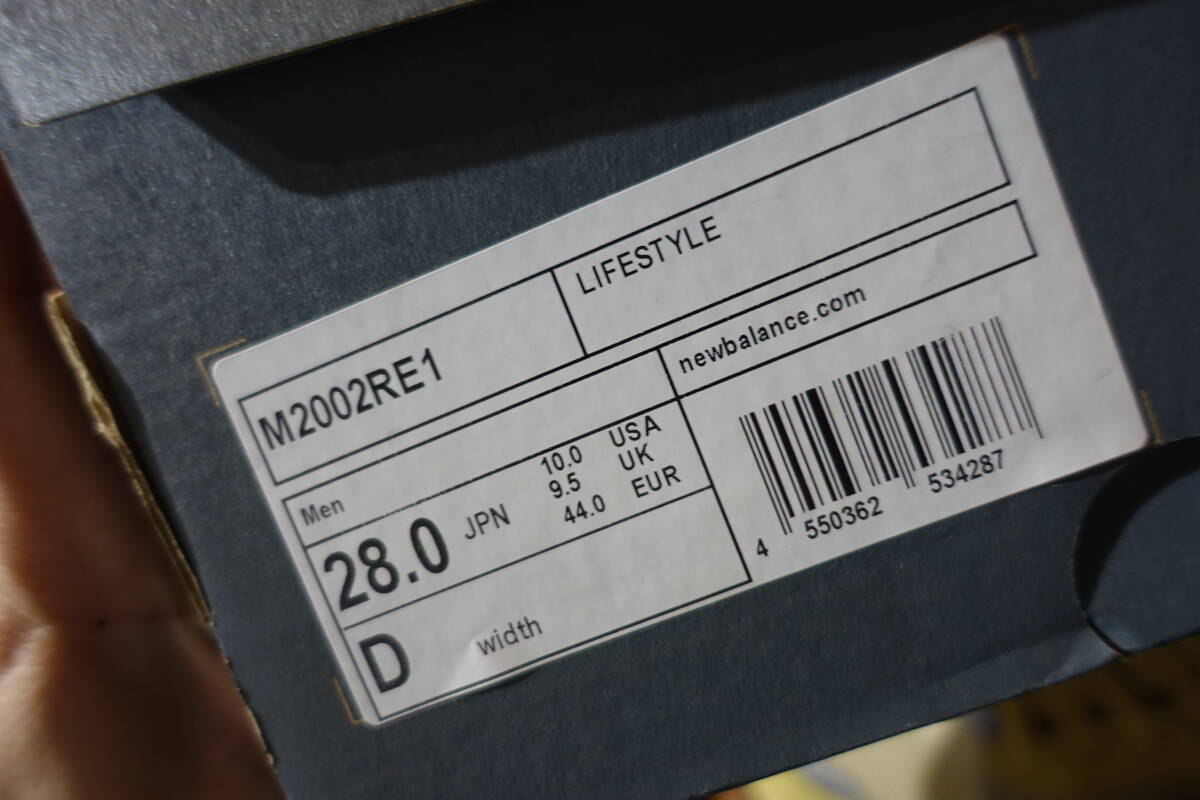 M2002RE1
LIFESTYLE
Men
newbalance.com
28.0 JPN
10.0 USA
9.5 UK
44.0 EUR
D width
4 550362 534287